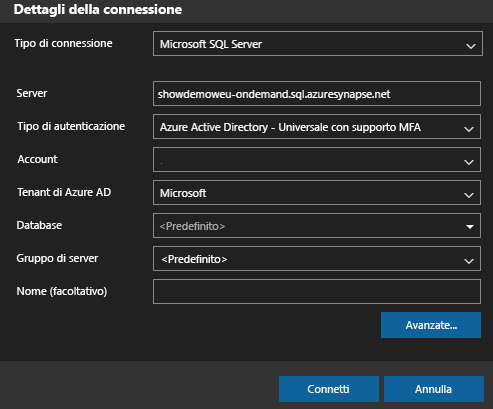 Dettagli della connessione
Tipo di connessione Microsoft SQL Server
Server showdemoweu-ondemand.sql.azuresynapse.net
Tipo di autenticazione Azure Active Directory - Universale con supporto MFA
Account
Tenant di Azure AD Microsoft
Database <Predefinito>
Gruppo di server <Predefinito>
Nome (facoltativo)
Avanzate...
Connetti Annulla